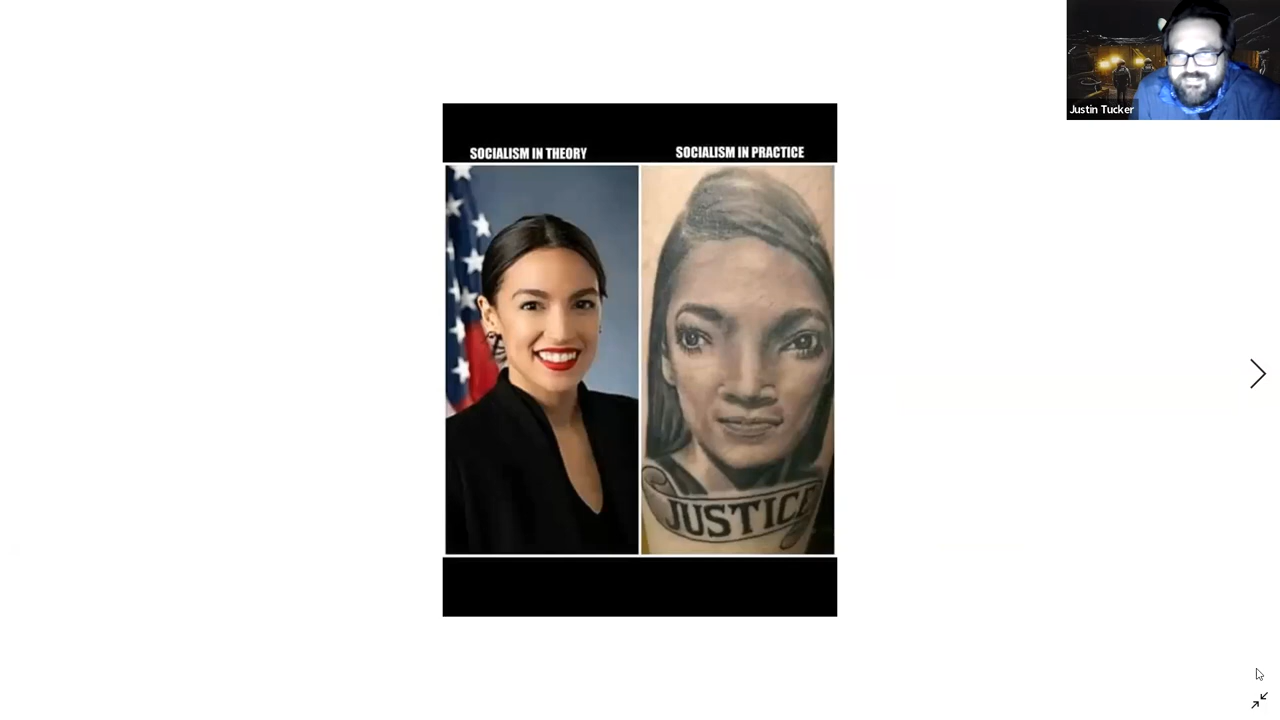 Justin Tucker
SOCIALISM IN THEORY
SOCIALISM IN PRACTICE
JUSTICE